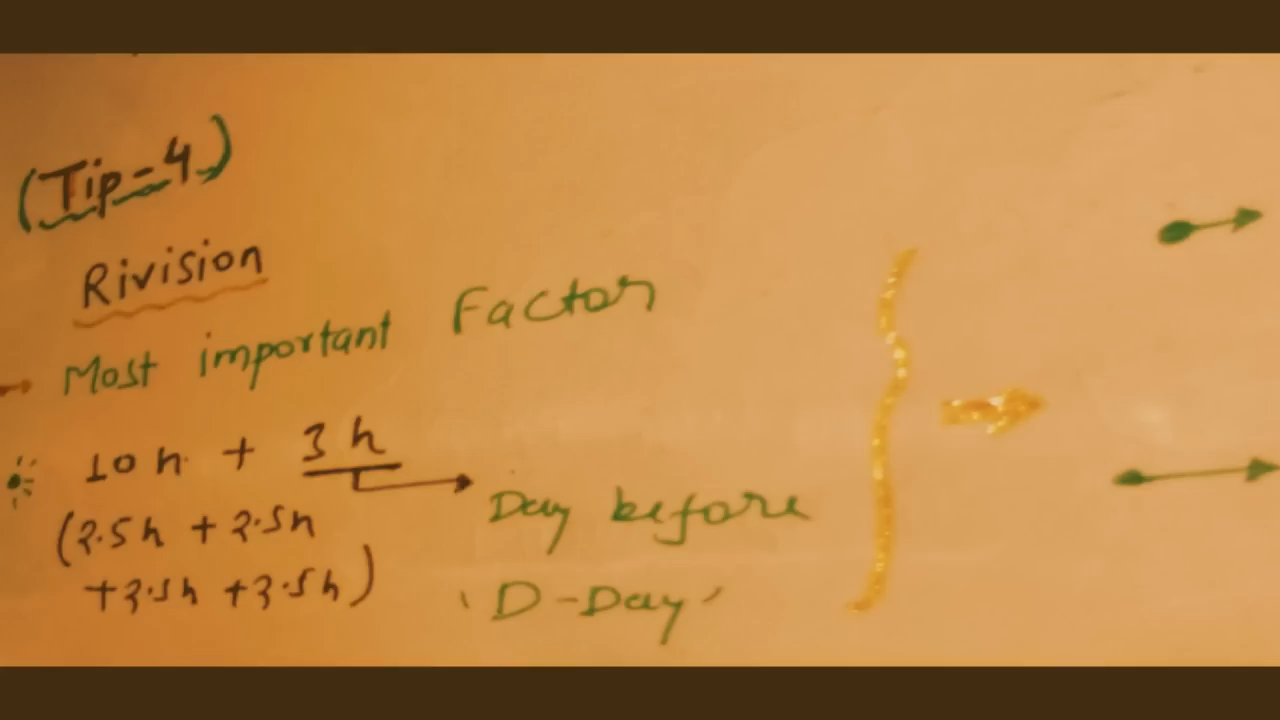 (Tip-4)
Rivision
Most important Factor
10h + 3h
(2.5h + 2.5h
+2.5h +2.5h)
Day before
'D-Day'